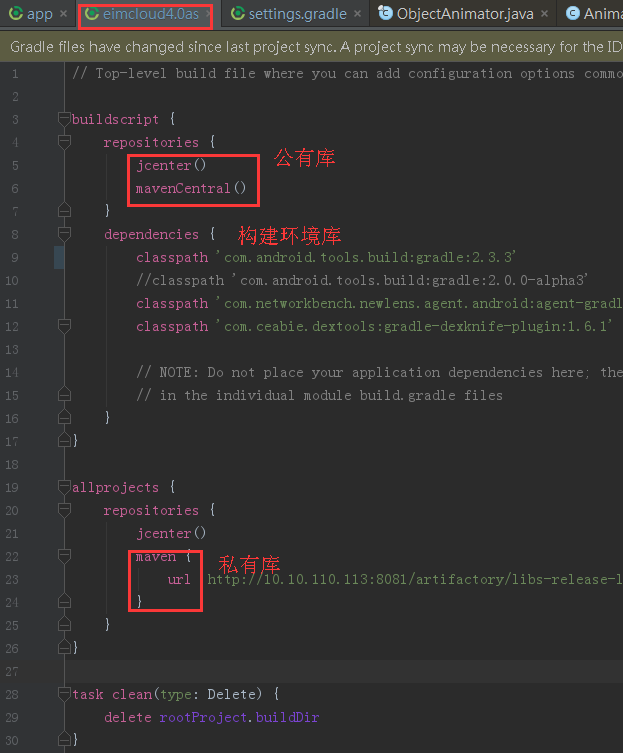 app × eimcloud4.0as × settings.gradle × ObjectAnimator.java × Anima
Gradle files have changed since last project sync. A project sync may be necessary for the ID
1 // Top-level build file where you can add configuration options commo
2
3 buildscript {
4 repositories {
公有库
5 jcenter()
6 mavenCentral()
7 }
8 dependencies { 构建环境库
9 classpath 'com.android.tools.build:gradle:2.3.3'
10 //classpath 'com.android.tools.build:gradle:2.0.0-alpha3'
11 classpath 'com.networkbench.newlens.agent.android:agent-gradl
12 classpath 'com.ceabie.dextools:gradle-dexknife-plugin:1.6.1'
13
14 // NOTE: Do not place your application dependencies here; the
15 // in the individual module build.gradle files
16 }
17 }
18
19 allprojects {
20 repositories {
21 jcenter()
22 maven { 私有库
23 url http://10.10.110.113:8081/artifactory/libs-release-l
24 }
25 }
26 }
27
28 task clean(type: Delete) {
29 delete rootProject.buildDir
30 }